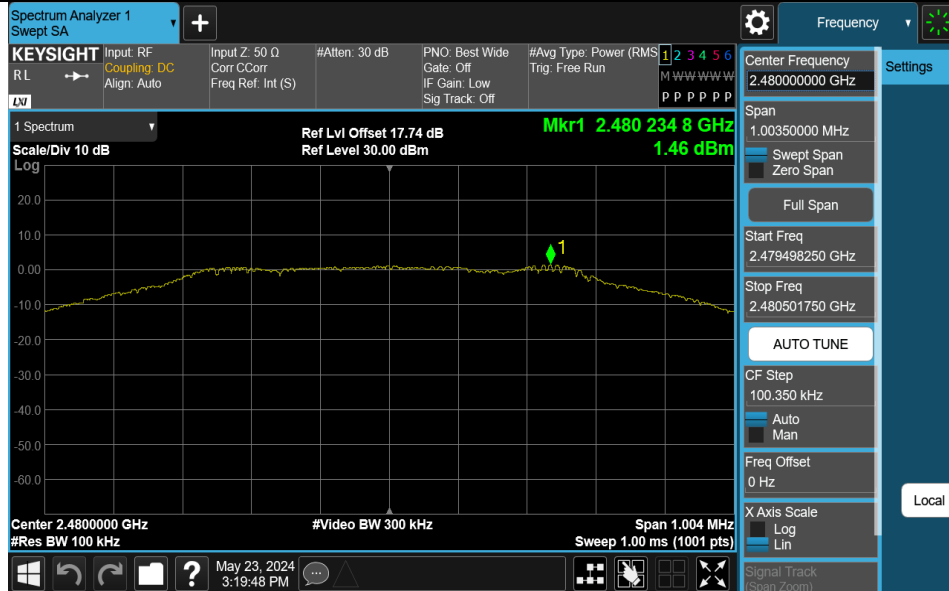 Spectrum Analyzer 1
Swept SA
+
Frequency
KEYSIGHT
RL
LXI
Input: RF
Coupling: DC
Align: Auto
Input Z: 50 Ω
Corr CCorr
Freq Ref: Int (S)
#Atten: 30 dB
PNO: Best Wide
Gate: Off
IF Gain: Low
Sig Track: Off
#Avg Type: Power (RMS
Trig: Free Run
1 2 3 4 5 6
M W W W W W
P P P P P P
1 Spectrum
Scale/Div 10 dB
Log
Ref Lvl Offset 17.74 dB
Ref Level 30.00 dBm
Mkr1 2.480 234 8 GHz
1.46 dBm
20.0
10.0
0.00
-10.0
-20.0
-30.0
-40.0
-50.0
-60.0
1
Center 2.4800000 GHz
#Res BW 100 kHz
#Video BW 300 kHz
Span 1.004 MHz
Sweep 1.00 ms (1001 pts)
?
May 23, 2024
3:19:48 PM
Center Frequency
2.480000000 GHz
Span
1.00350000 MHz
Swept Span
Zero Span
Full Span
Start Freq
2.479498250 GHz
Stop Freq
2.480501750 GHz
AUTO TUNE
CF Step
100.350 kHz
Auto
Man
Freq Offset
0 Hz
X Axis Scale
Log
Lin
Signal Track
(Span Zoom)
Settings
Local